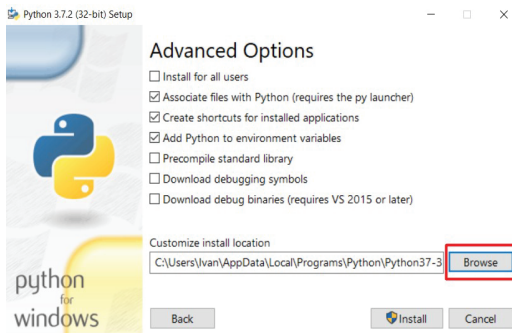 Python 3.7.2 (32-bit) Setup
Advanced Options
Install for all users
Associate files with Python (requires the py launcher)
Create shortcuts for installed applications
Add Python to environment variables
Precompile standard library
Download debugging symbols
Download debug binaries (requires VS 2015 or later)
Customize install location
C:\Users\Ivan\AppData\Local\Programs\Python\Python37-3
Browse
python
for
windows
Back
Install
Cancel